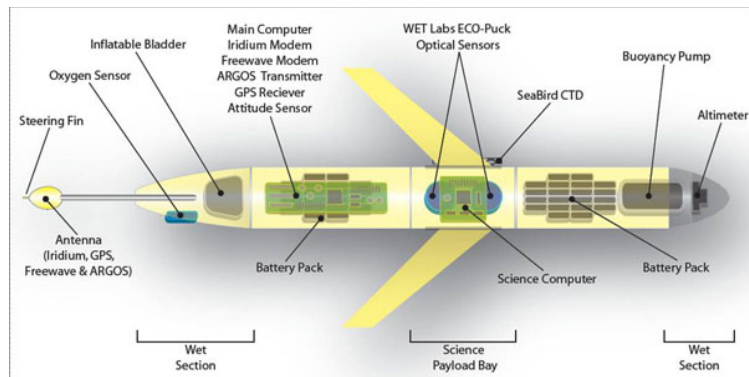 Main Computer
Iridium Modem
Freewave Modem
ARGOS Transmitter
GPS Reciever
Attitude Sensor
WET Labs ECO-Puck
Optical Sensors
Inflatable Bladder
Buoyancy Pump
Oxygen Sensor
SeaBird CTD
Steering Fin
Altimeter
Antenna
(Iridium, GPS,
Freewave & ARGOS)
Battery Pack
Science Computer
Battery Pack
Wet
Section
Science
Payload Bay
Wet
Section